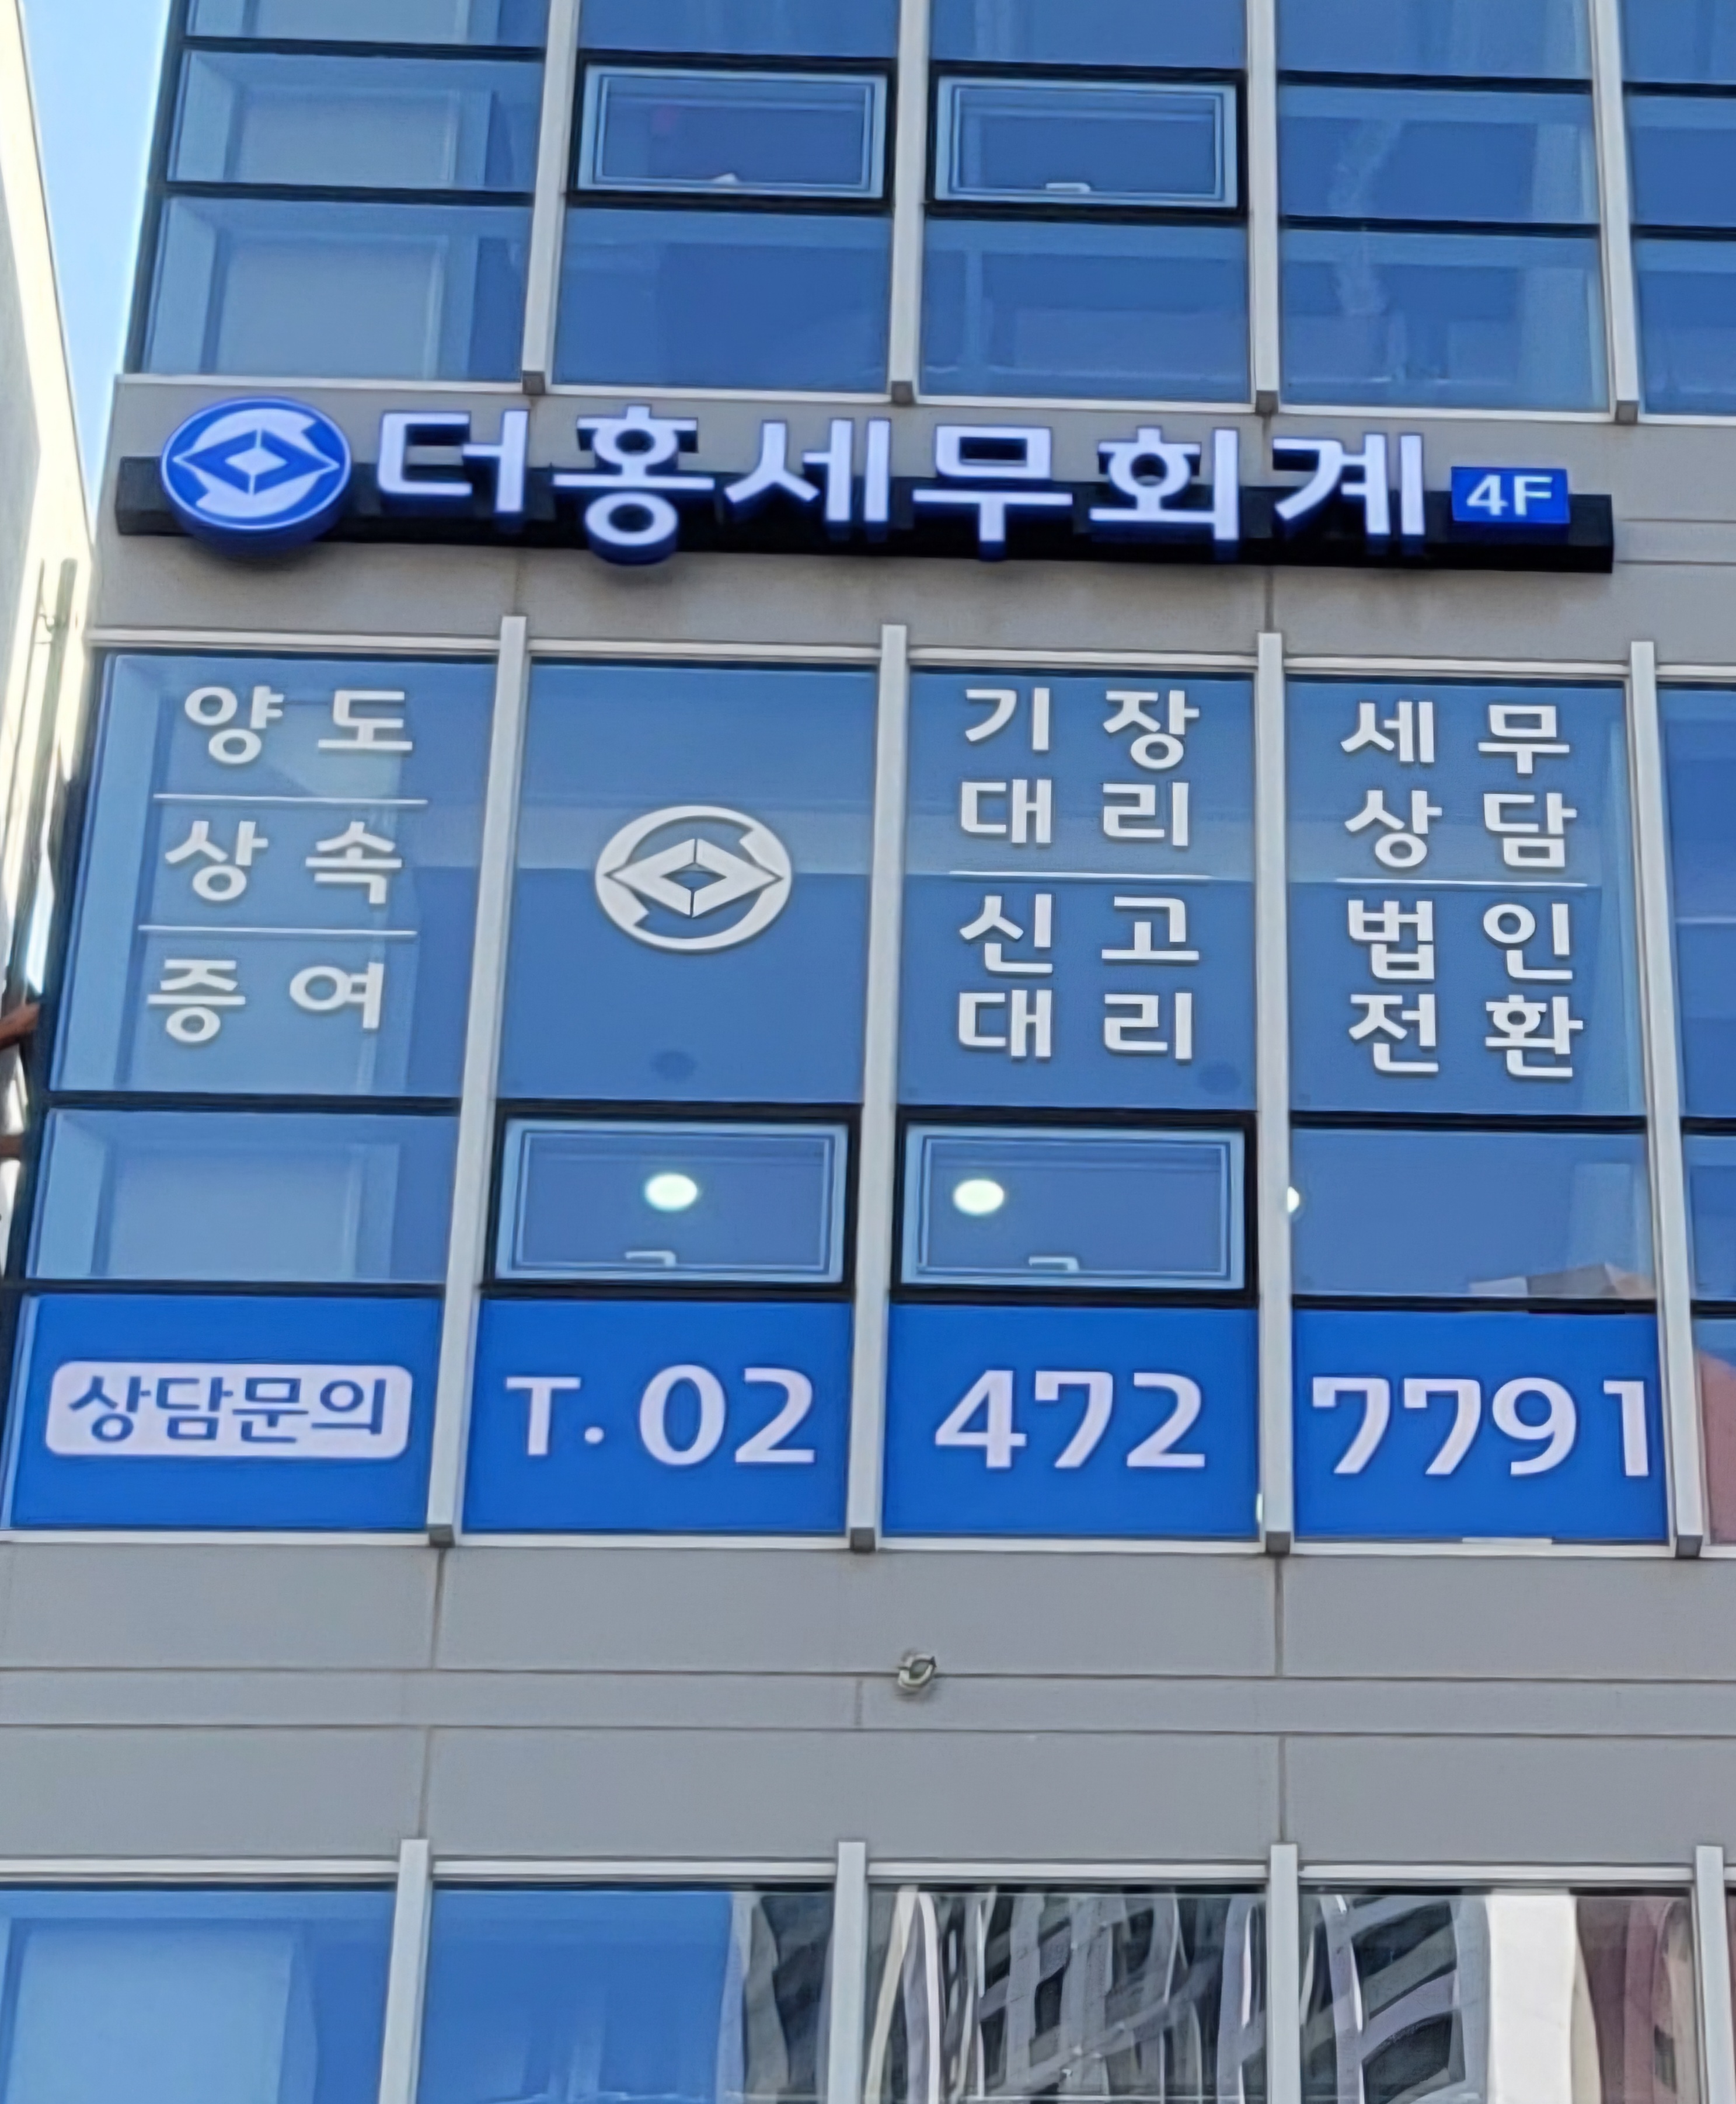 더홍세무회계 4F
양도
상속
증여
기장
대리
신고
대리
세무
상담
법인
전환
상담문의 T. 02 472 7791